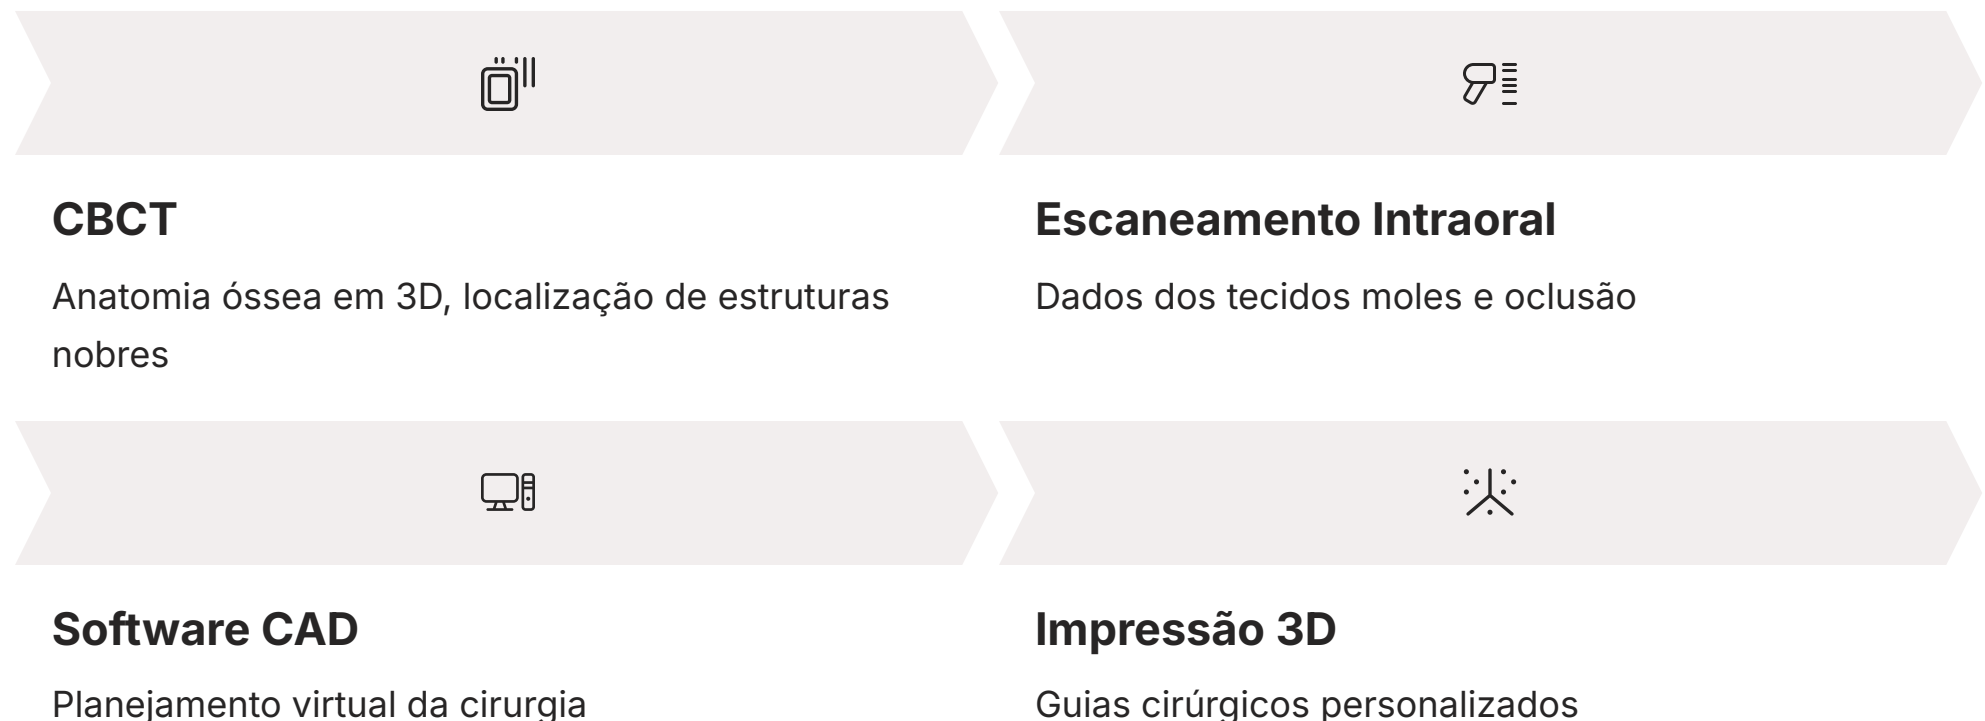 CBCT
Anatomia óssea em 3D, localização de estruturas
nobres
Escaneamento Intraoral
Dados dos tecidos moles e oclusão
Software CAD
Planejamento virtual da cirurgia
Impressão 3D
Guias cirúrgicos personalizados